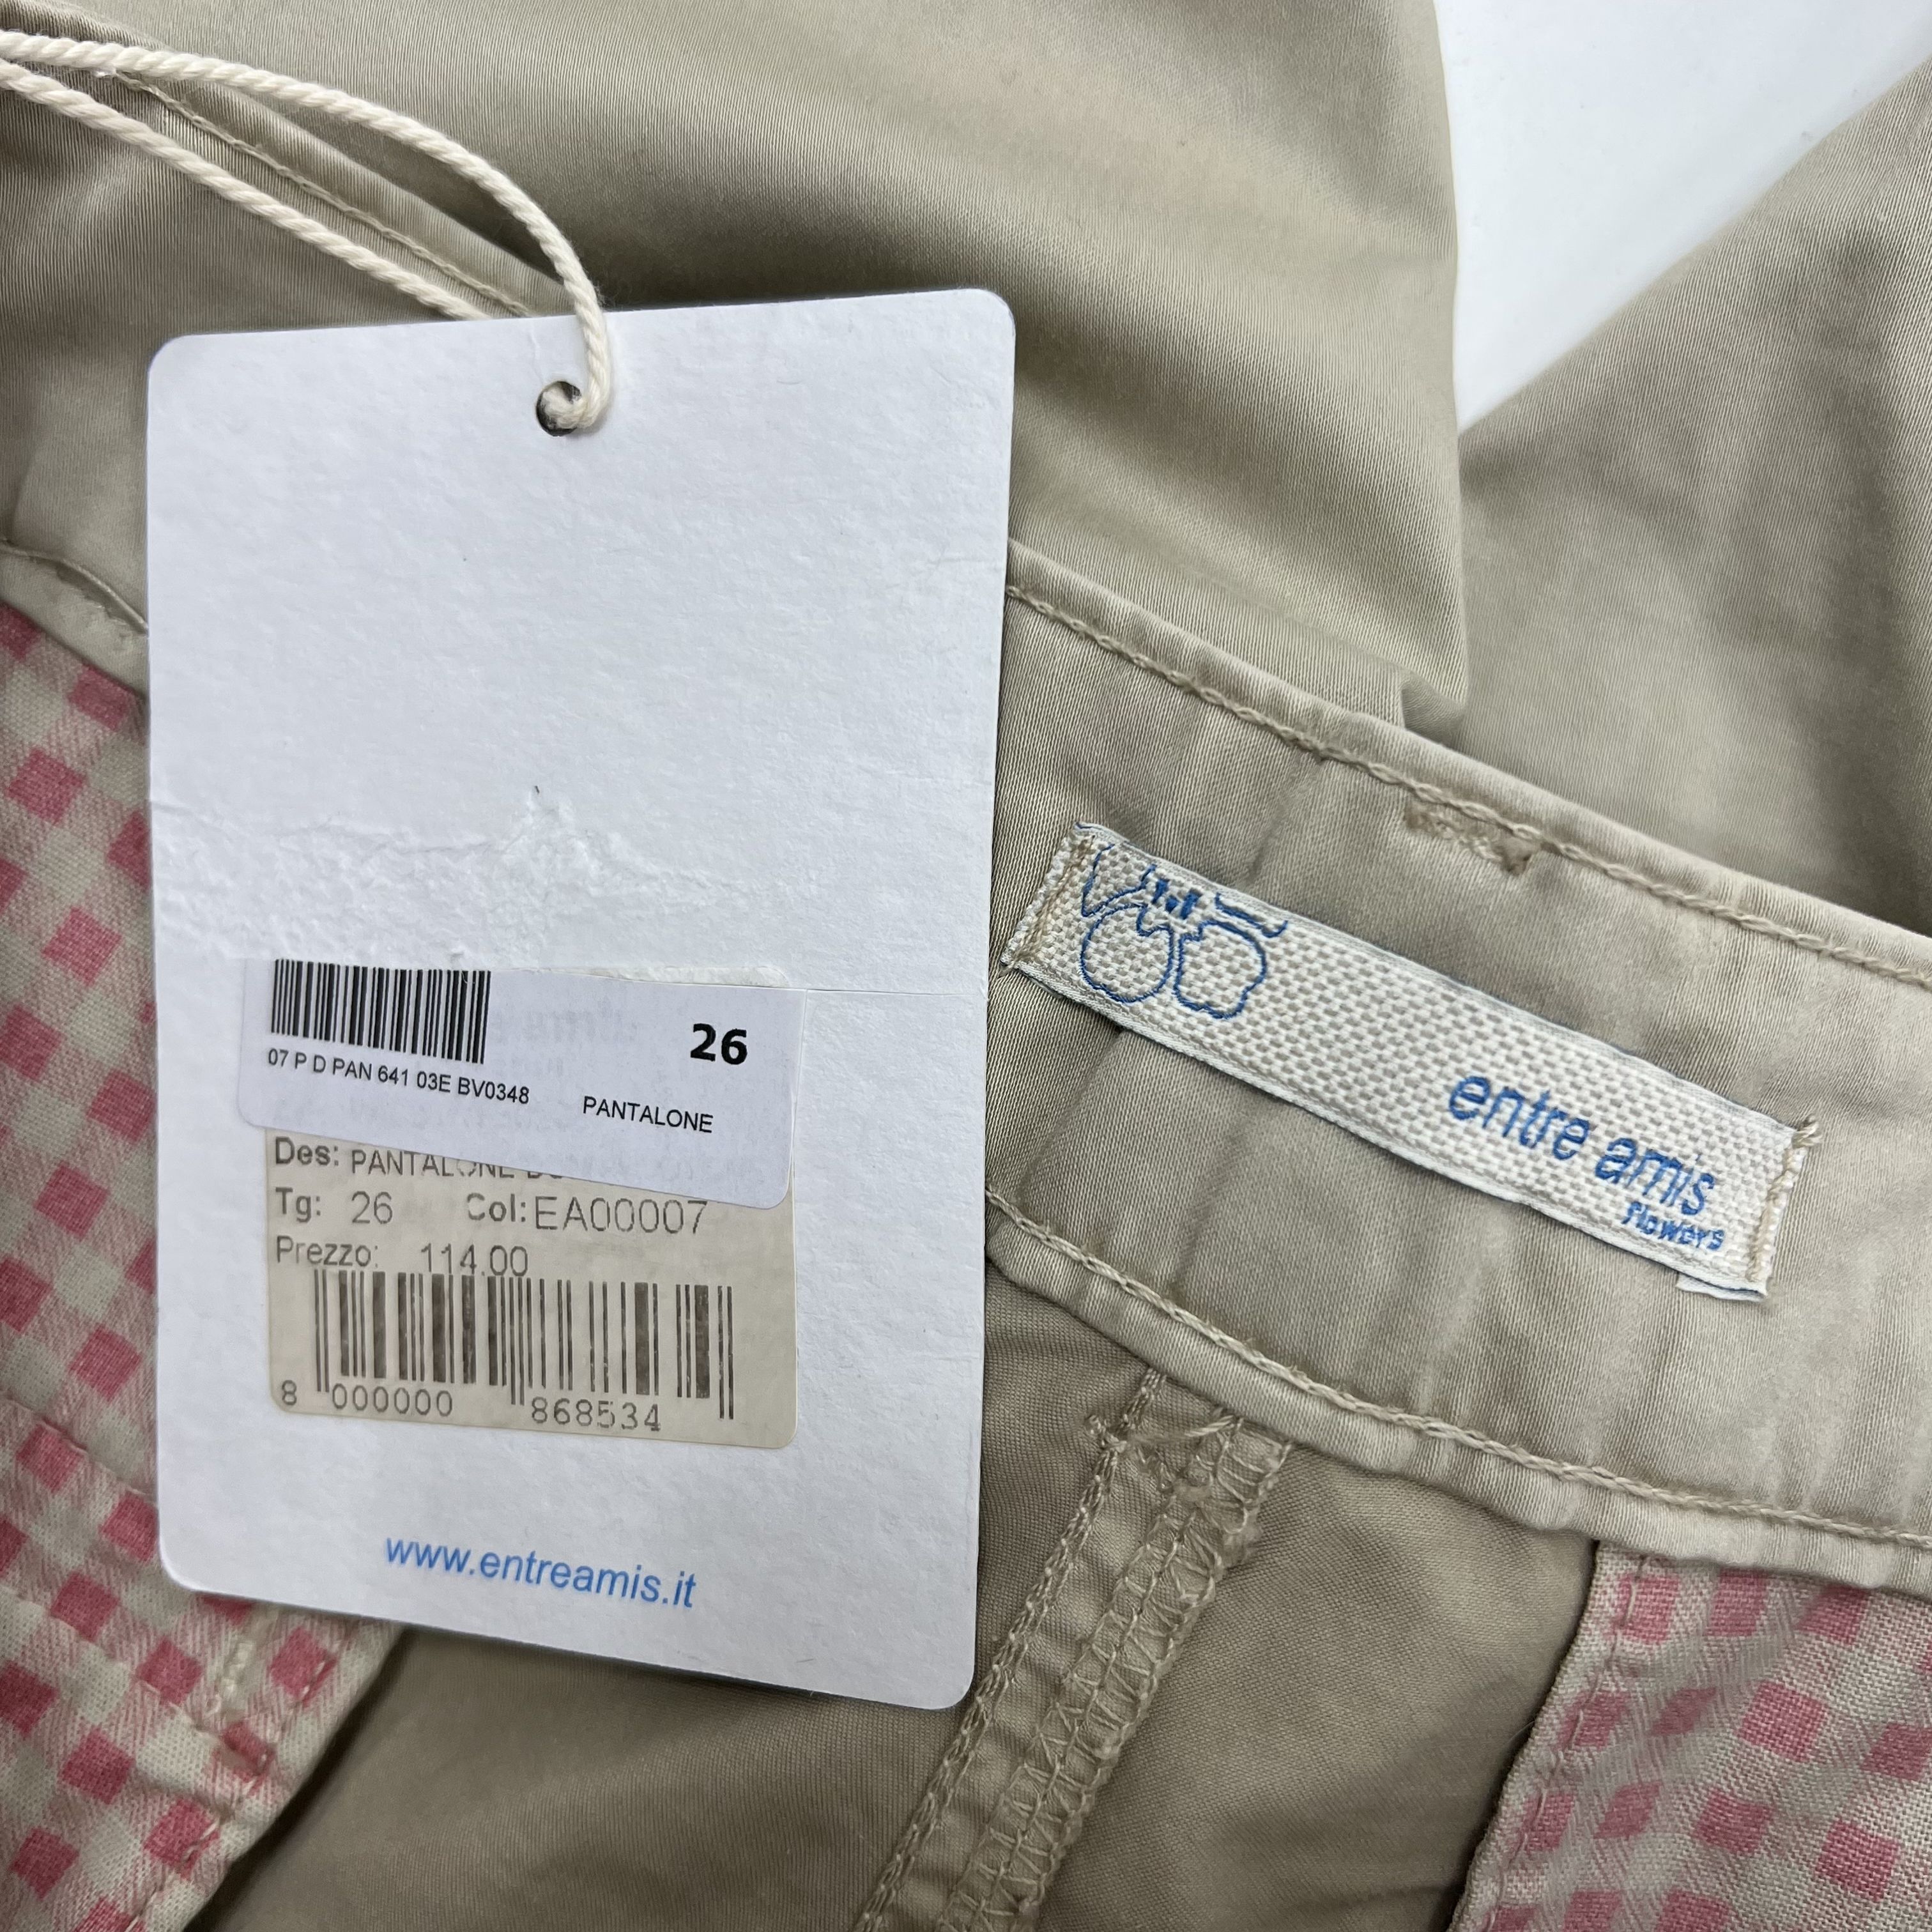 26
07 P D PAN 641 03E BV0348
PANTALONE
Des: PANTALONE
Tg: 26 Col: EA00007
Prezzo: 114.00
8 000000 868534
www.entreamis.it
entre amis
flowers